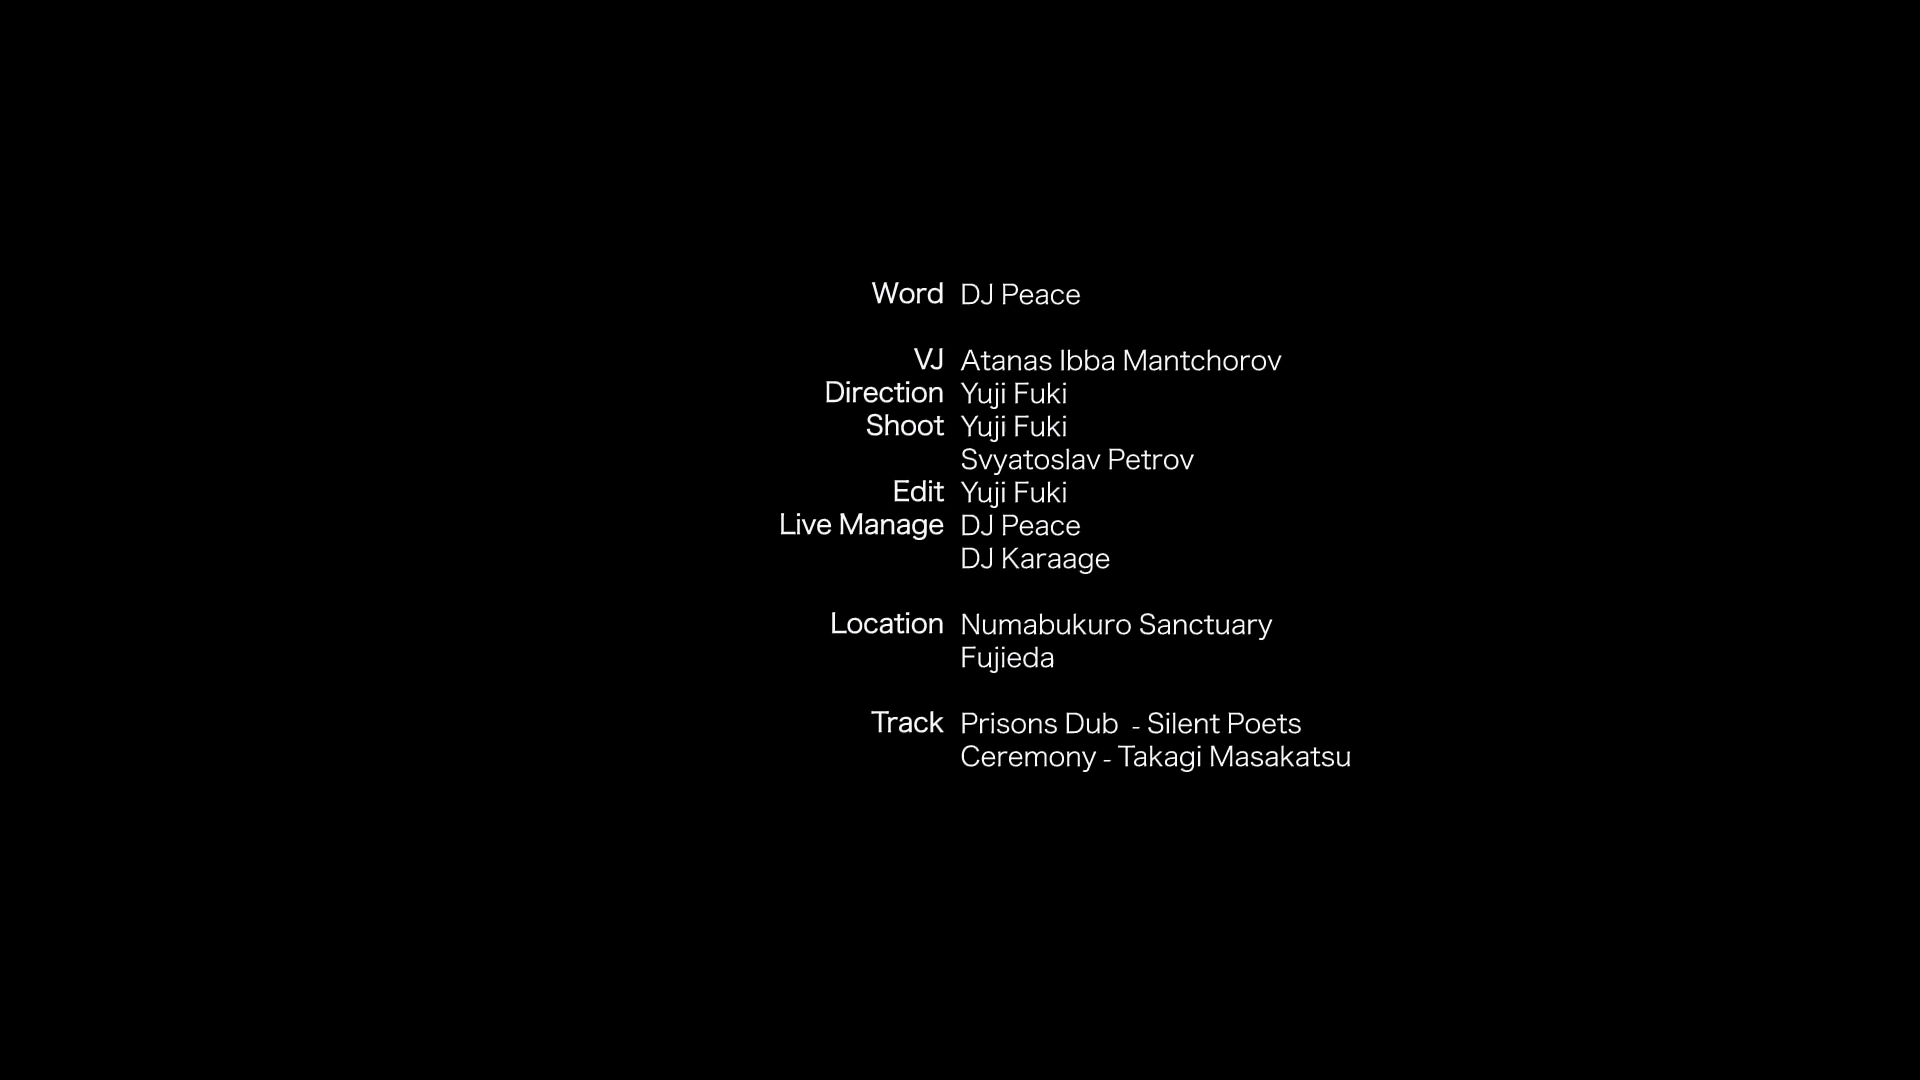 Word DJ Peace
VJ Atanas Ibba Mantchorov
Direction Yuji Fuki
Shoot Yuji Fuki
Svyatoslav Petrov
Edit Yuji Fuki
Live Manage DJ Peace
DJ Karaage
Location Numabukuro Sanctuary
Fujieda
Track Prisons Dub - Silent Poets
Ceremony - Takagi Masakatsu